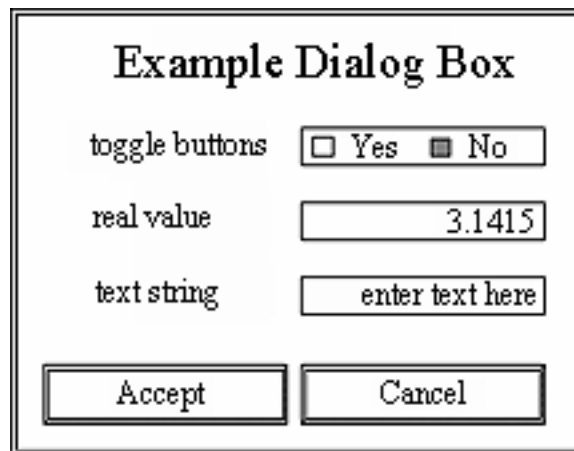 Example Dialog Box
toggle buttons Yes No
real value 3.1415
text string enter text here
Accept Cancel